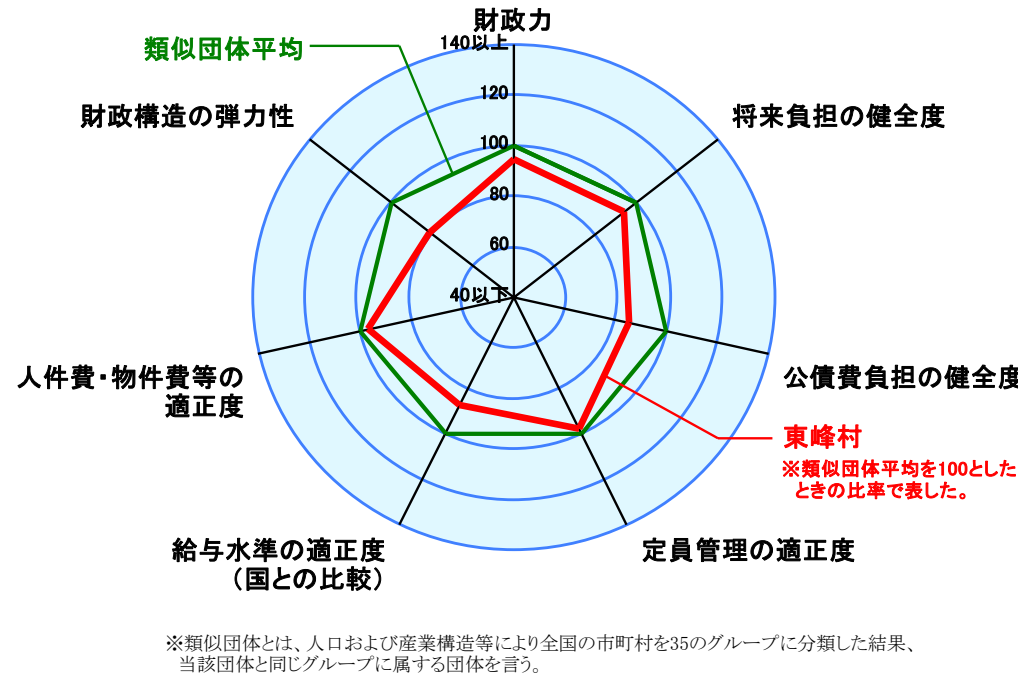 財政力
140以上
類似団体平均
120
財政構造の弾力性
将来負担の健全度
100
80
60
40以下
人件費・物件費等の
適正度
公債費負担の健全度
東峰村
※類似団体平均を100とした
ときの比率で表した。
給与水準の適正度
（国との比較）
定員管理の適正度
※類似団体とは、人口および産業構造等により全国の市町村を35のグループに分類した結果、
当該団体と同じグループに属する団体を言う。